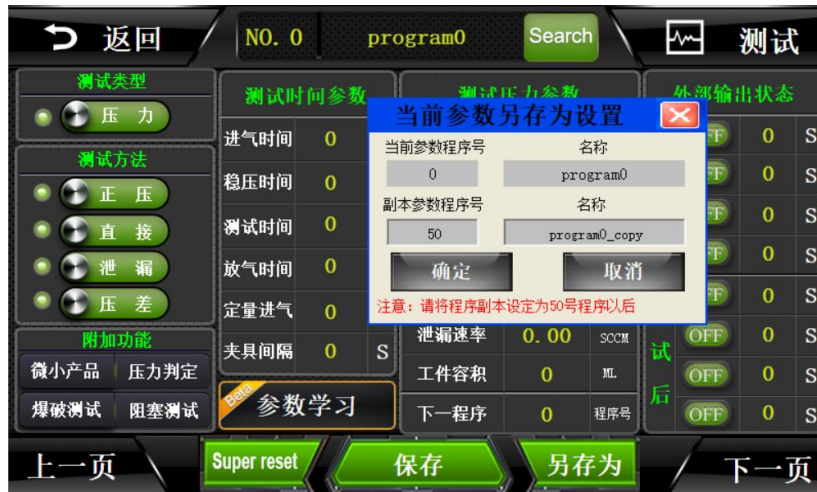 返回
NO. 0
program0
Search
测试
测试类型
压 力
测试方法
正 压
直 接
泄 漏
压 差
附加功能
微小产品 压力判定
爆破测试 阻塞测试
测试时间参数
进气时间 0
稳压时间 0
测试时间 0
放气时间 0
定量进气 0
夹具间隔 0 S
Beta
参数学习
测试压力参数
当前参数另存为设置
当前参数程序号 名称
0 program0
副本参数程序号 名称
50 program0_copy
确定 取消
注意：请将程序副本设定为50号程序以后
泄漏速率 0.00 SCCM
工件容积 0 ML
下一程序 0 程序号
外部输出状态
0 S
0 S
0 S
0 S
0 S
试后
OFF 0 S
OFF 0 S
OFF 0 S
上一页
Super reset
保存
另存为
下一页